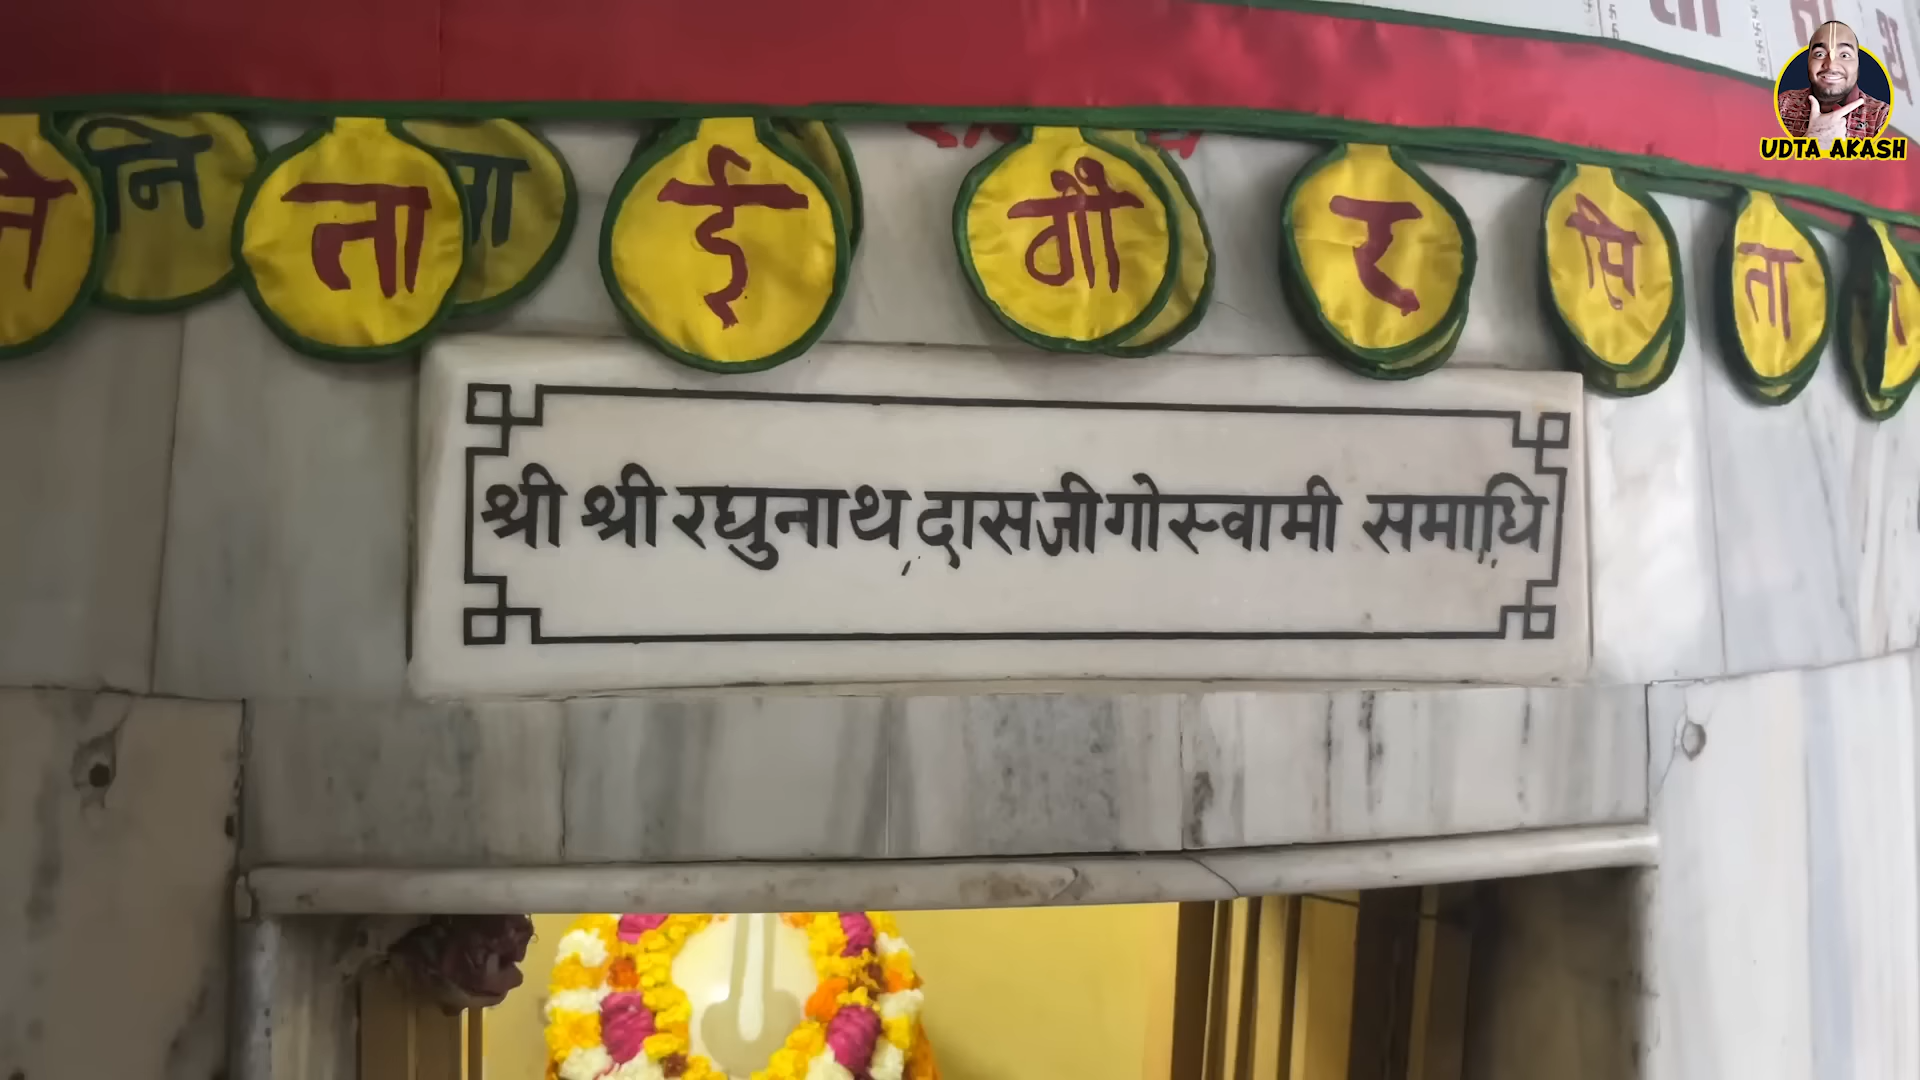 UDTA AKASH
नि ता ई गौं र सि ता
नि
श्री श्री रघुनाथ दासजी गोस्वामी समाधि